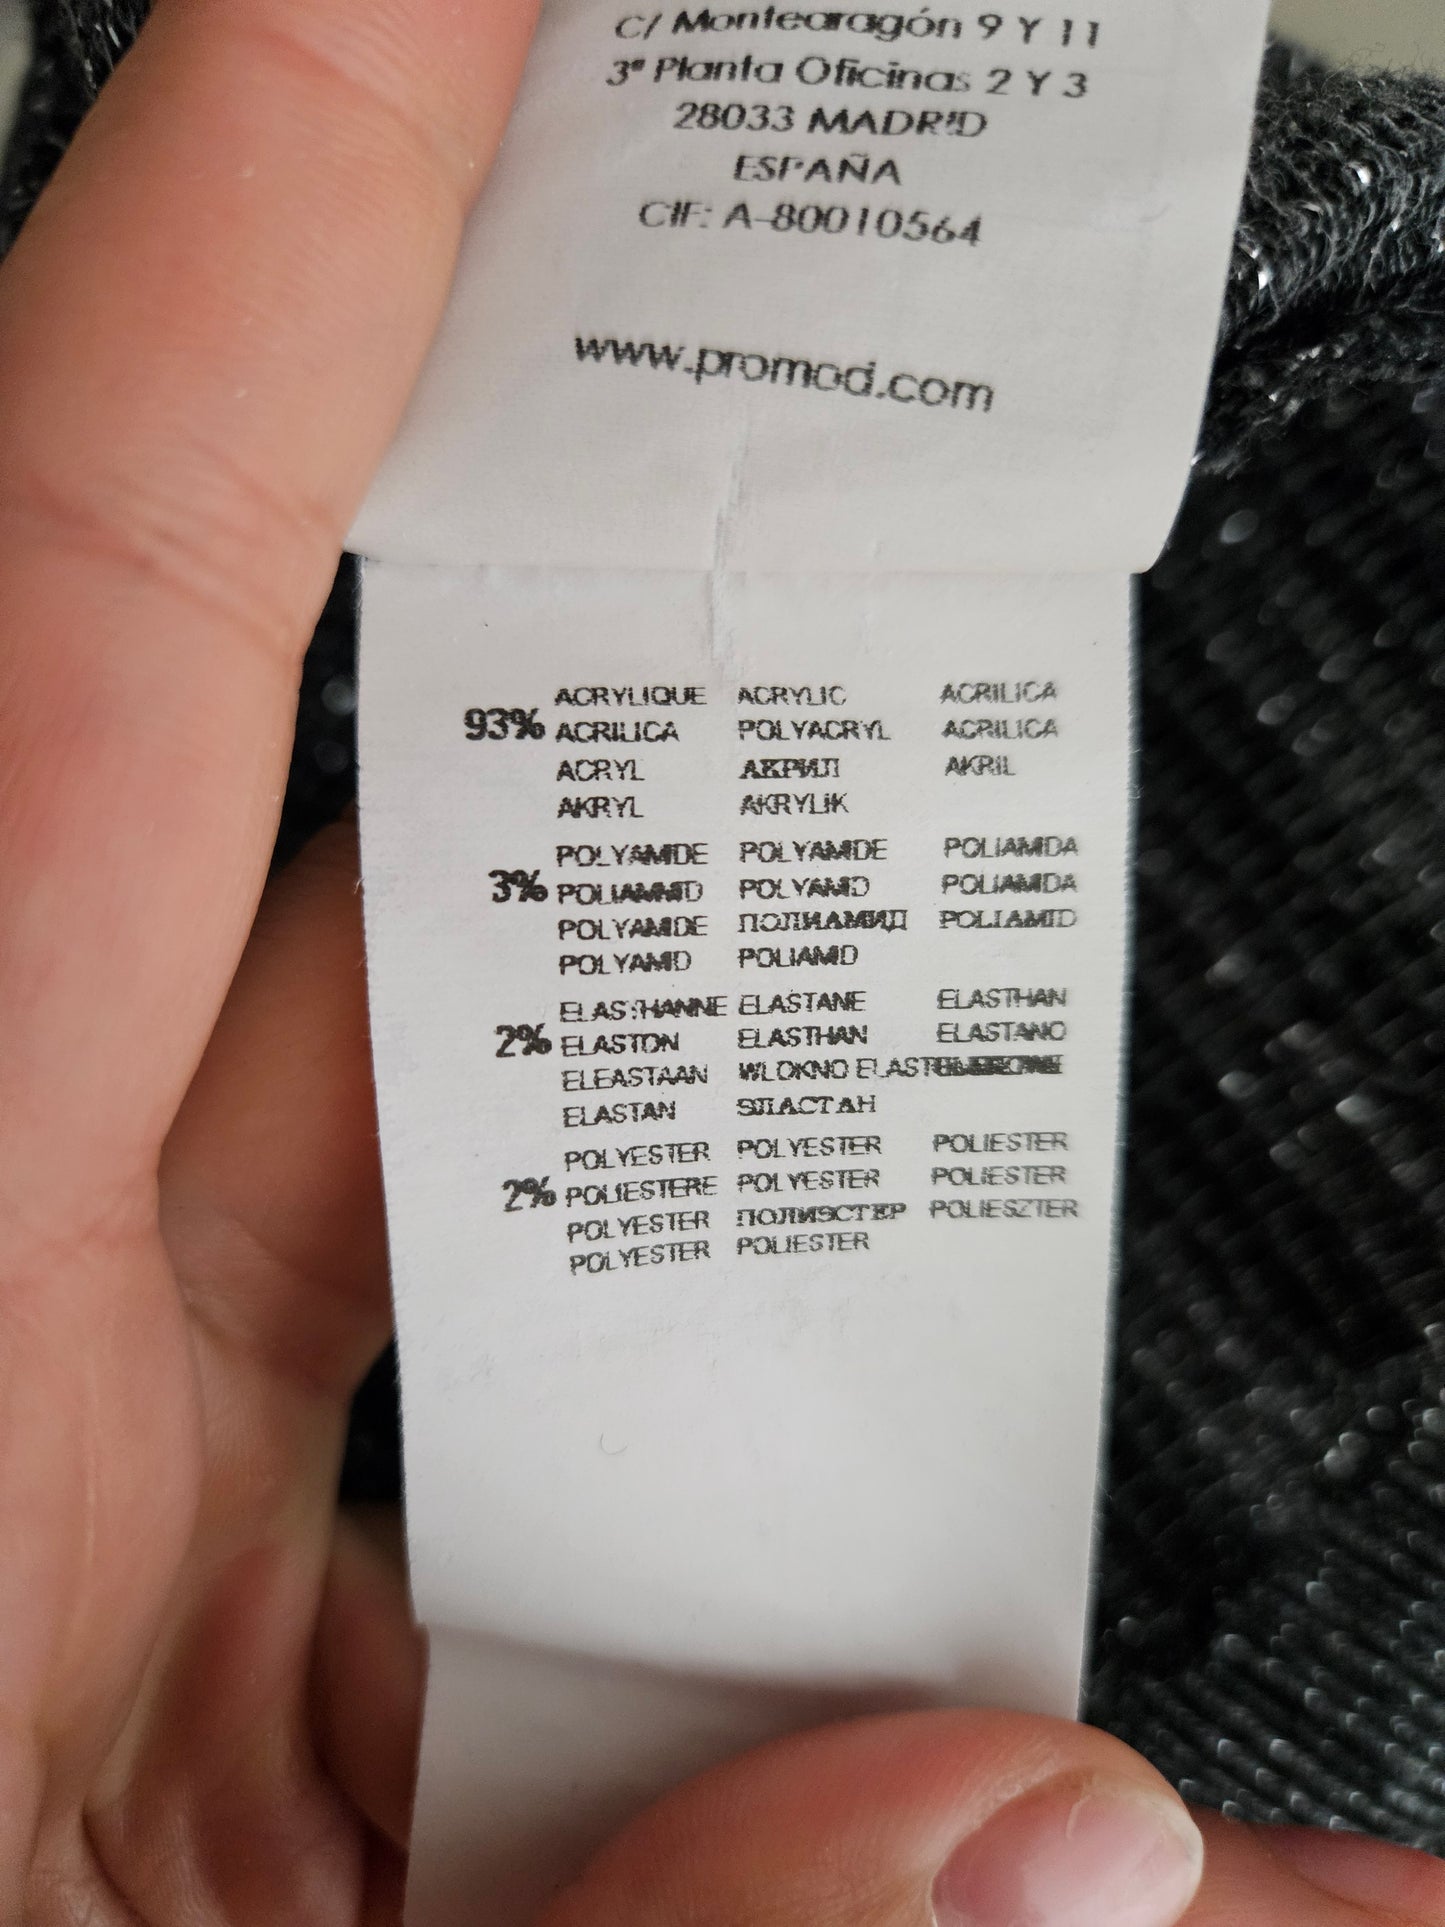 C/ Montearagón 9 Y 11
3ª Planta Oficinas 2 Y 3
28033 MADRID
ESPAÑA
CIF: A-80010564
www.promod.com
ACRYLIQUE ACRYLIC ACRILICA
93% ACRILICA POLYACRYL ACRILICA
ACRYL АКРИЛ AKRIL
AKRYL AKRYLIK
POLYAMIDE POLYAMIDE POLIAMIDA
3% POLIAMMID POLYAMID POLIAMIDA
POLYAMIDE ПОЛИАМИД POLIAMID
POLYAMID POLIAMID
ELASTHANNE ELASTANE ELASTHAN
2% ELASTON ELASTHAN ELASTANO
ELEASTAAN WLOKNO
ELASTAN ЭЛАСТАН
POLYESTER POLYESTER POLIESTER
2% POLIESTERE POLYESTER POLIESTER
POLYESTER ПОЛИЭСТЕР POLIESZTER
POLYESTER POLIESTER